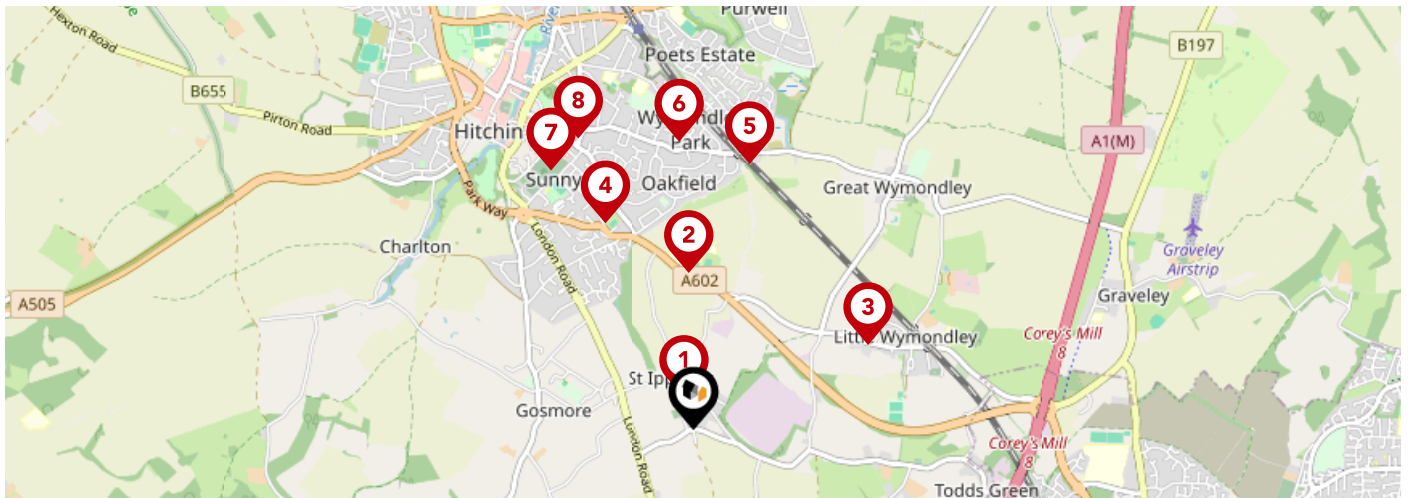 Hexton Road
Purwell
Poets Estate
B197
B655
Pirton Road
Hitchin
8
6
7
5
Park
A1(M)
Sunny
4
Oakfield
Great Wymondley
Park Way
Charlton
London Road
2
A602
Graveley
Airstrip
A505
3
Graveley
Little Wymondley
Corey's Mill
8
1
St Ipp
Gosmore
London Road
Corey's Mill
8
Todds Green